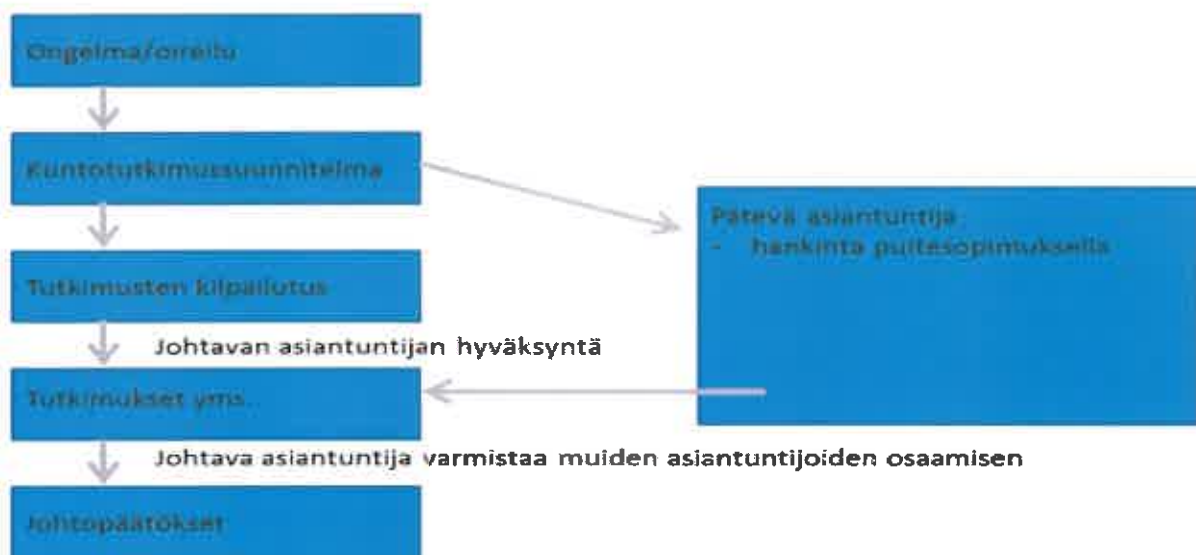 Ongelma/oireilu
Kuntotutkimussuunnitelma
Pätevä asiantuntija
- hankinta puitesopimuksella
Tutkimusten kilpailutus
Johtavan asiantuntijan hyväksyntä
Tutkimukset yms.
Johtava asiantuntija varmistaa muiden asiantuntijoiden osaamisen
Johtopäätökset